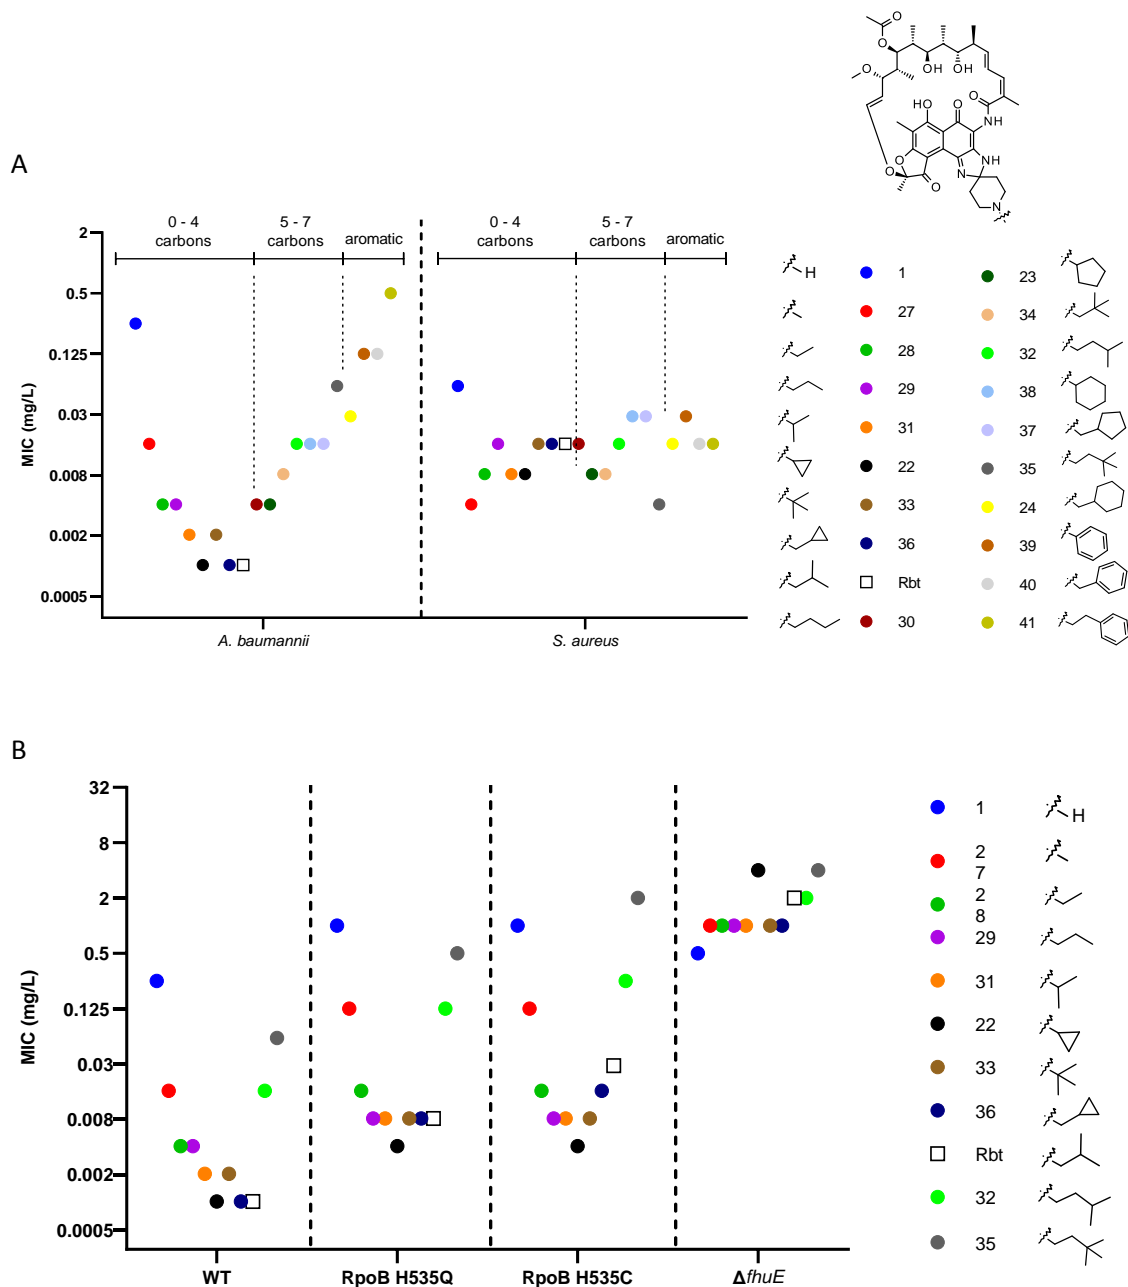 O
O
O
OH
OH
O
HO
O
O
NH
NH
N
O
O
O
N
A
0 - 4
carbons
5 - 7
carbons
aromatic
0 - 4
carbons
5 - 7
carbons
aromatic
MIC (mg/L)
2
0.5
0.125
0.03
0.008
0.002
0.0005
A. baumannii
S. aureus
H
1
23
27
34
28
32
29
38
31
37
22
35
33
24
36
39
Rbt
40
30
41
B
MIC (mg/L)
32
8
2
0.5
0.125
0.03
0.008
0.002
0.0005
WT
RpoB H535Q
RpoB H535C
ΔfhuE
1
H
2
7
2
8
29
31
22
33
36
Rbt
32
35